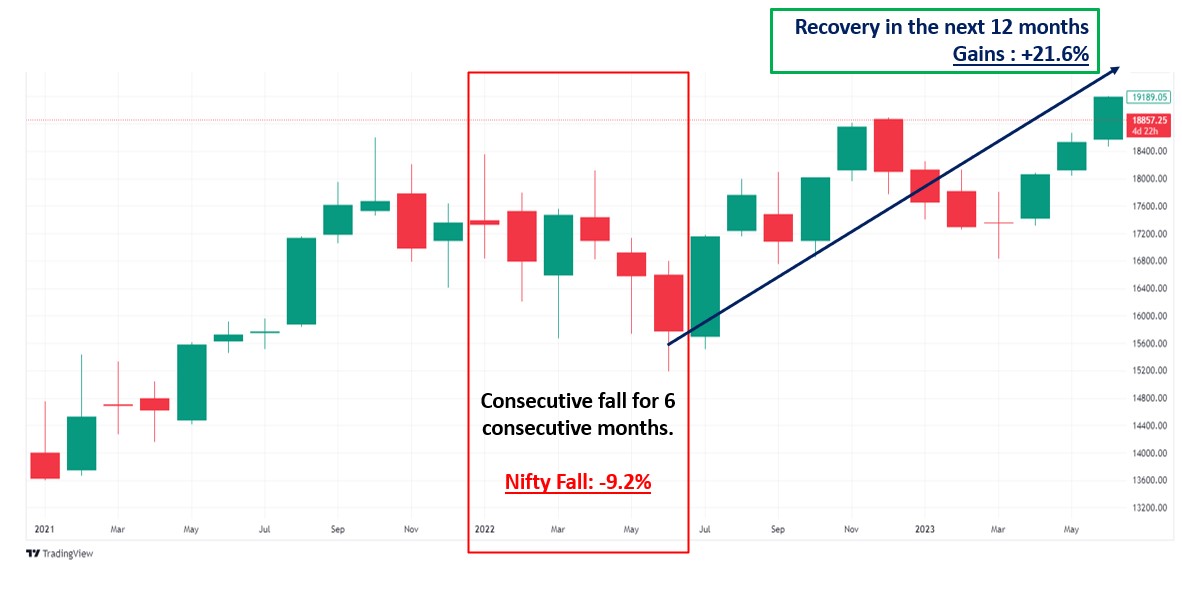 Recovery in the next 12 months
Gains : +21.6%
19189.05
18857.25
4d 22h
18400.00
18000.00
17600.00
17200.00
16800.00
16400.00
16000.00
15600.00
15200.00
14800.00
14400.00
14000.00
13600.00
13200.00
Consecutive fall for 6
consecutive months.
Nifty Fall: -9.2%
2021 Mar May Jul Sep Nov 2022 Mar May Jul Sep Nov 2023 Mar May
TradingView